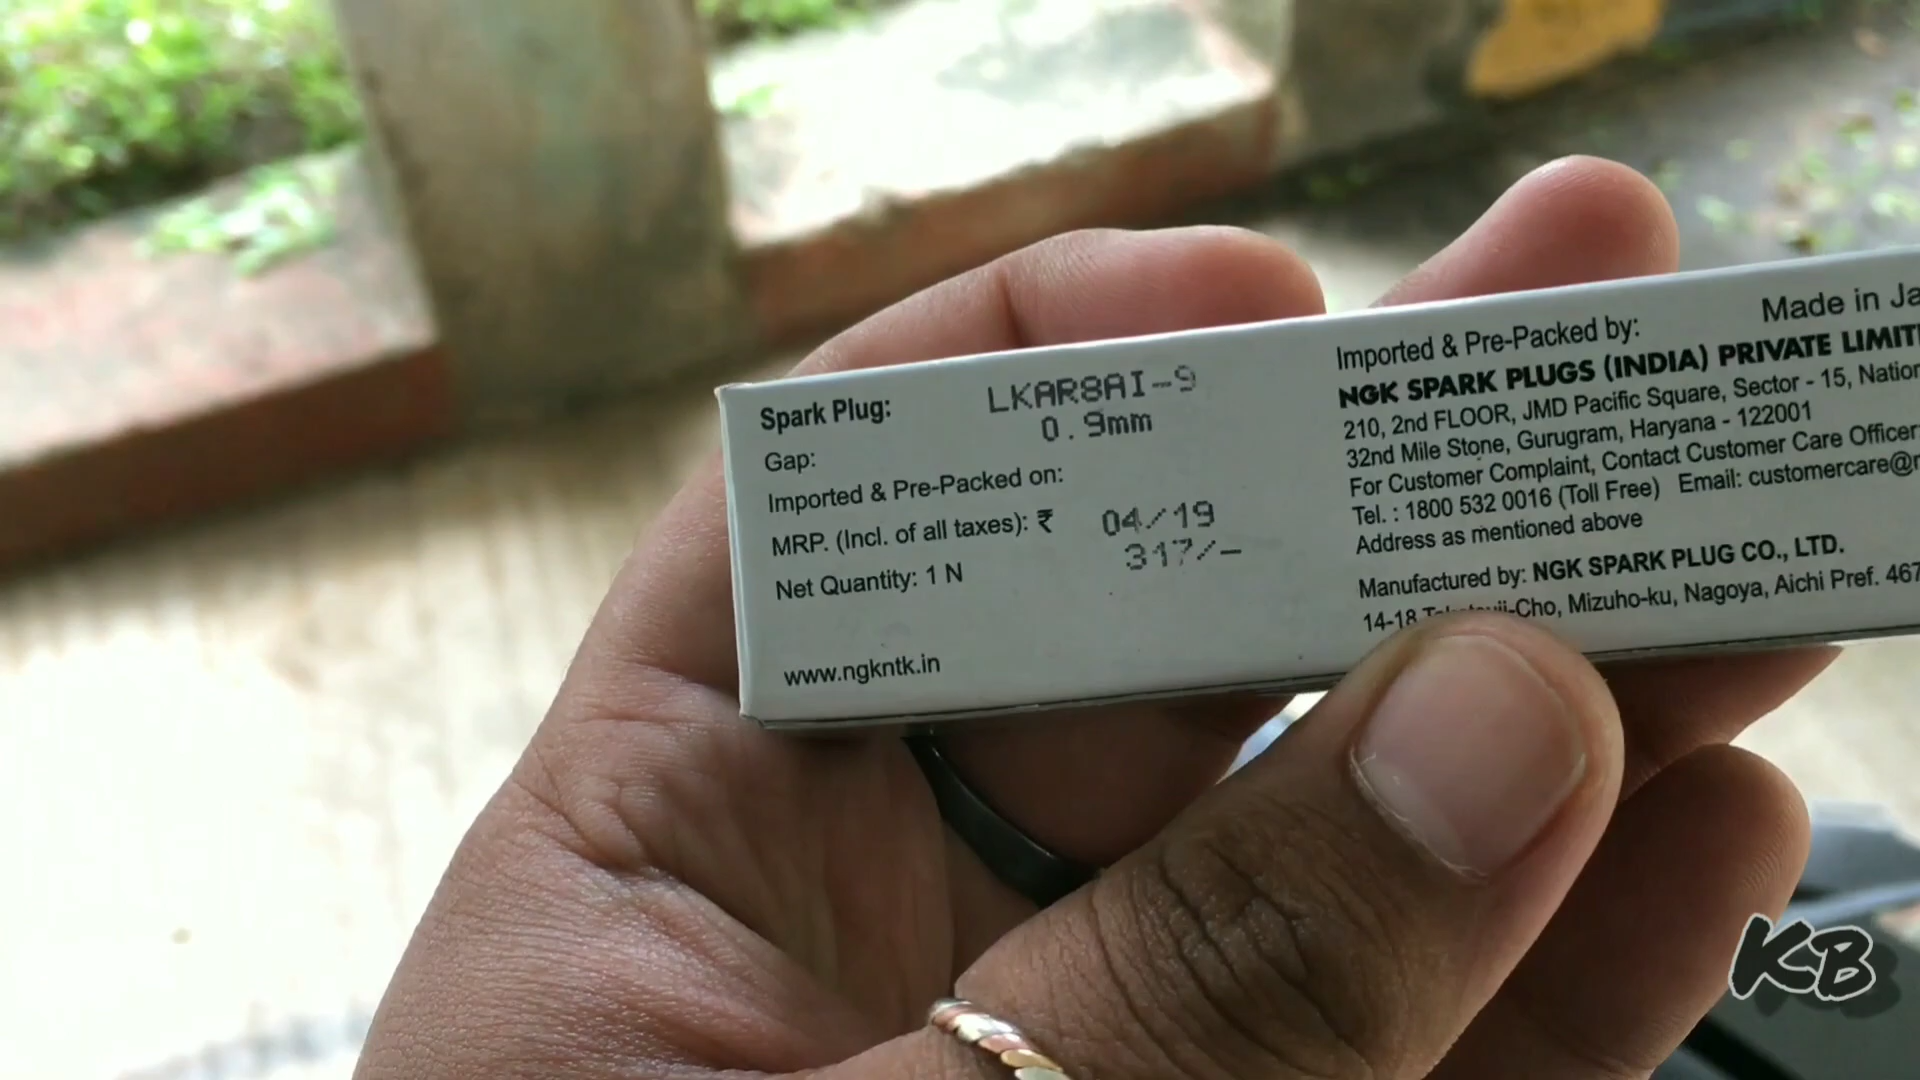 Spark Plug: LKAR8AI-9
Gap: 0.9mm
Imported & Pre-Packed on: 04/19
MRP. (Incl. of all taxes): ₹ 317/-
Net Quantity: 1 N
www.ngkntk.in
Made in Ja
Imported & Pre-Packed by:
NGK SPARK PLUGS (INDIA) PRIVATE LIMIT
210, 2nd FLOOR, JMD Pacific Square, Sector - 15, Nation
32nd Mile Stone, Gurugram, Haryana - 122001
For Customer Complaint, Contact Customer Care Officer
Tel. : 1800 532 0016 (Toll Free) Email: customercare@
Address as mentioned above
Manufactured by: NGK SPARK PLUG CO., LTD.
14-18 -Cho, Mizuho-ku, Nagoya, Aichi Pref. 467
KB